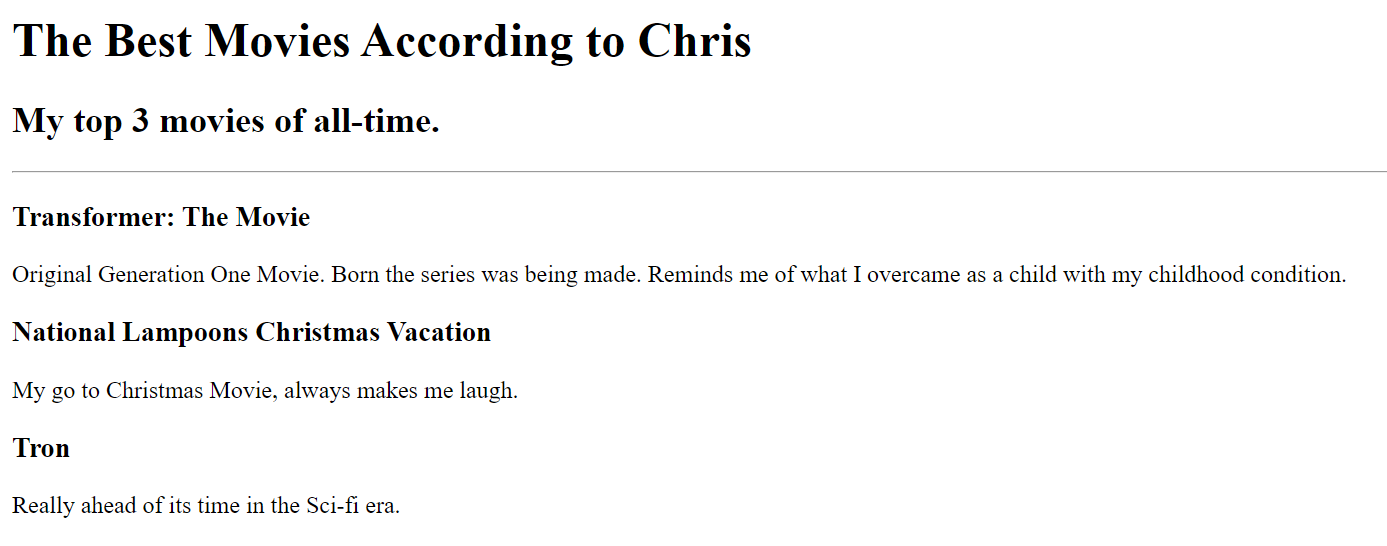 The Best Movies According to Chris
My top 3 movies of all-time.
Transformer: The Movie
Original Generation One Movie. Born the series was being made. Reminds me of what I overcame as a child with my childhood condition.
National Lampoons Christmas Vacation
My go to Christmas Movie, always makes me laugh.
Tron
Really ahead of its time in the Sci-fi era.